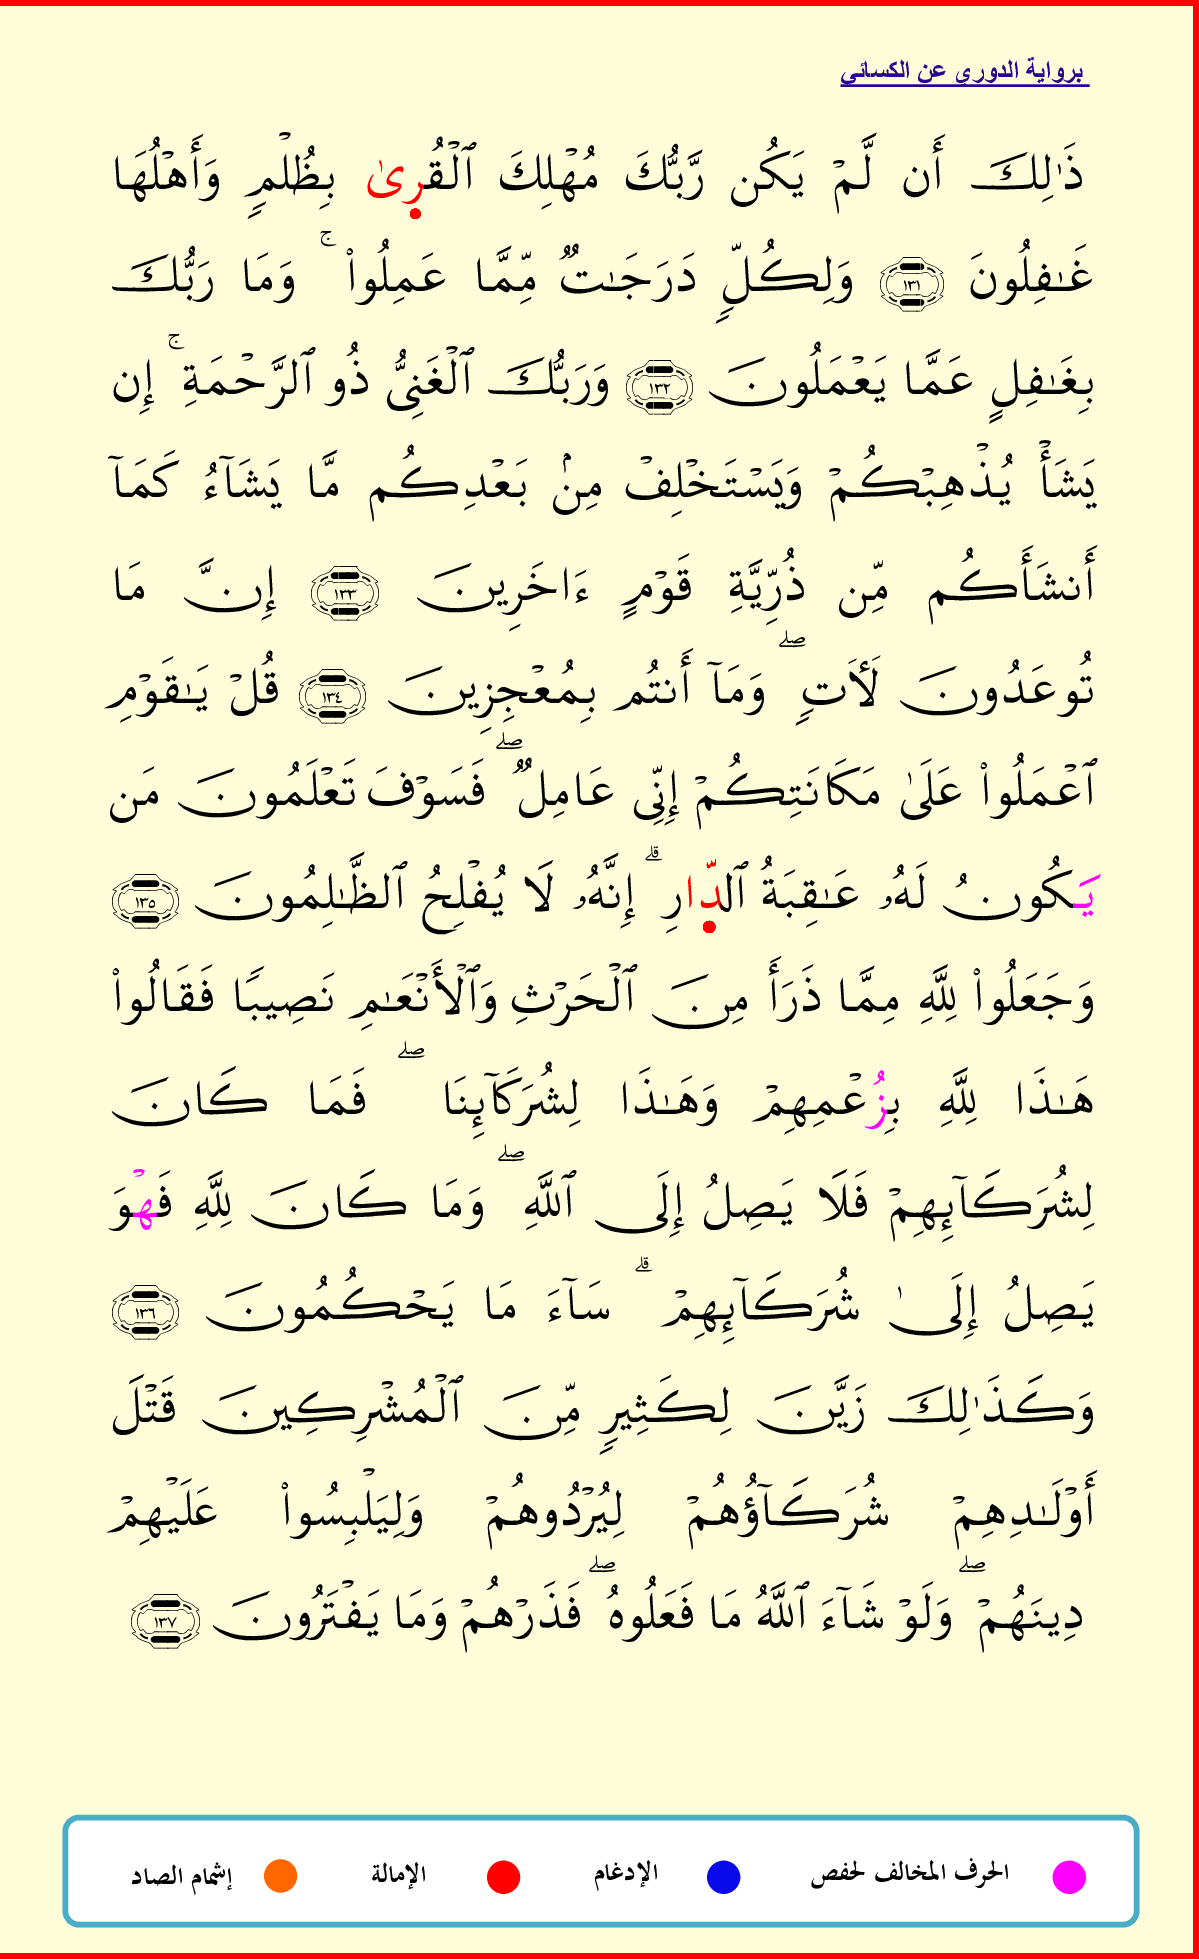 برواية الدوري عن الكسائي
ذَٰلِكَ أَن لَّمْ يَكُن رَّبُّكَ مُهْلِكَ ٱلْقُرِىٰ بِظُلْمٍ وَأَهْلُهَا
غَٰفِلُونَ ١٣١ وَلِكُلٍّ دَرَجَٰتٌ مِّمَّا عَمِلُواْ ۚ وَمَا رَبُّكَ
بِغَٰفِلٍ عَمَّا يَعْمَلُونَ ١٣٢ وَرَبُّكَ ٱلْغَنِىُّ ذُو ٱلرَّحْمَةِ ۚ إِن
يَشَأْ يُذْهِبْكُمْ وَيَسْتَخْلِفْ مِنۢ بَعْدِكُم مَّا يَشَآءُ كَمَآ
أَنشَأَكُم مِّن ذُرِّيَّةِ قَوْمٍ ءَاخَرِينَ ١٣٣ إِنَّ مَا
تُوعَدُونَ لَأَتٍ ۖ وَمَآ أَنتُم بِمُعْجِزِينَ ١٣٤ قُلْ يَٰقَوْمِ
ٱعْمَلُواْ عَلَىٰ مَكَانَتِكُمْ إِنِّى عَامِلٌ ۖ فَسَوْفَ تَعْلَمُونَ مَن
يَكُونُ لَهُۥ عَٰقِبَةُ ٱلدِّارِ ۗ إِنَّهُۥ لَا يُفْلِحُ ٱلظَّٰلِمُونَ ١٣٥
وَجَعَلُواْ لِلَّهِ مِمَّا ذَرَأَ مِنَ ٱلْحَرْثِ وَٱلْأَنْعَٰمِ نَصِيبًا فَقَالُواْ
هَٰذَا لِلَّهِ بِزُعْمِهِمْ وَهَٰذَا لِشُرَكَآئِنَا ۖ فَمَا كَانَ
لِشُرَكَآئِهِمْ فَلَا يَصِلُ إِلَى ٱللَّهِ ۖ وَمَا كَانَ لِلَّهِ فَهْوَ
يَصِلُ إِلَىٰ شُرَكَآئِهِمْ ۗ سَآءَ مَا يَحْكُمُونَ ١٣٦
وَكَذَٰلِكَ زَيَّنَ لِكَثِيرٍ مِّنَ ٱلْمُشْرِكِينَ قَتْلَ
أَوْلَٰدِهِمْ شُرَكَآؤُهُمْ لِيُرْدُوهُمْ وَلِيَلْبِسُواْ عَلَيْهِمْ
دِينَهُمْ ۖ وَلَوْ شَآءَ ٱللَّهُ مَا فَعَلُوهُ ۖ فَذَرْهُمْ وَمَا يَفْتَرُونَ ١٣٧
الحرف المخالف لحفص الإدغام الإمالة إشمام الصاد